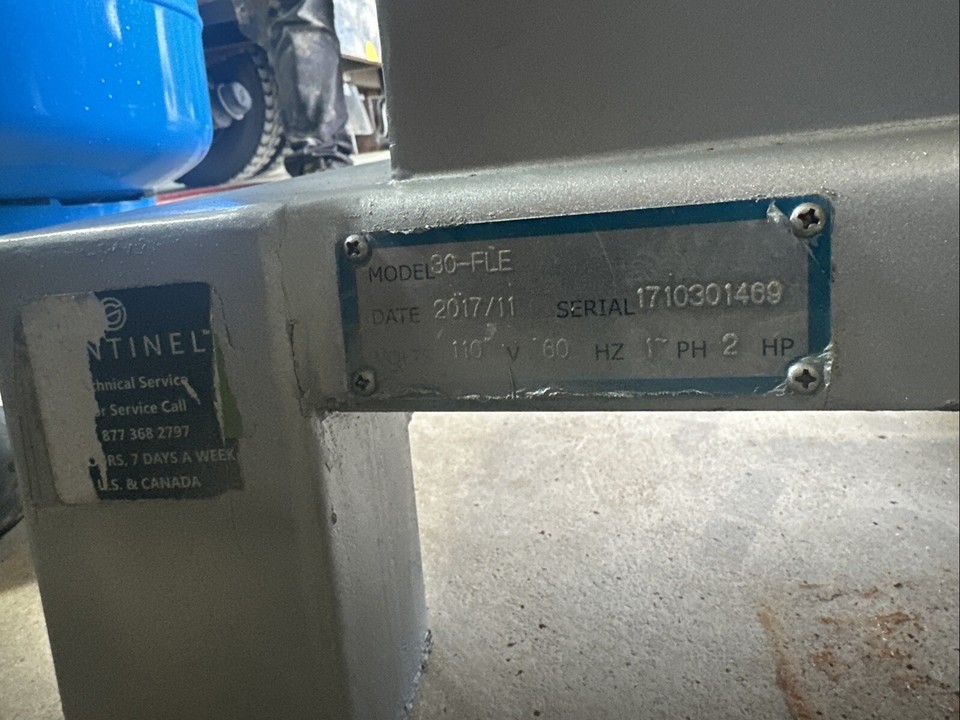 NTINEL™
chnical Service
r Service Call
877 368 2797
RS, 7 DAYS A WEEK
U.S. & CANADA
MODEL 30-FLE
DATE 2017/11 SERIAL 1710301469
110 V 60 HZ 1 PH 2 HP